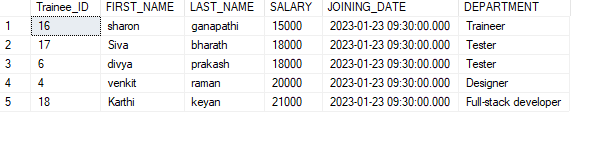 Trainee_ID FIRST_NAME LAST_NAME SALARY JOINING_DATE DEPARTMENT
1 16 sharon ganapathi 15000 2023-01-23 09:30:00.000 Traineer
2 17 Siva bharath 18000 2023-01-23 09:30:00.000 Tester
3 6 divya prakash 18000 2023-01-23 09:30:00.000 Tester
4 4 venkit raman 20000 2023-01-23 09:30:00.000 Designer
5 18 Karthi keyan 21000 2023-01-23 09:30:00.000 Full-stack developer